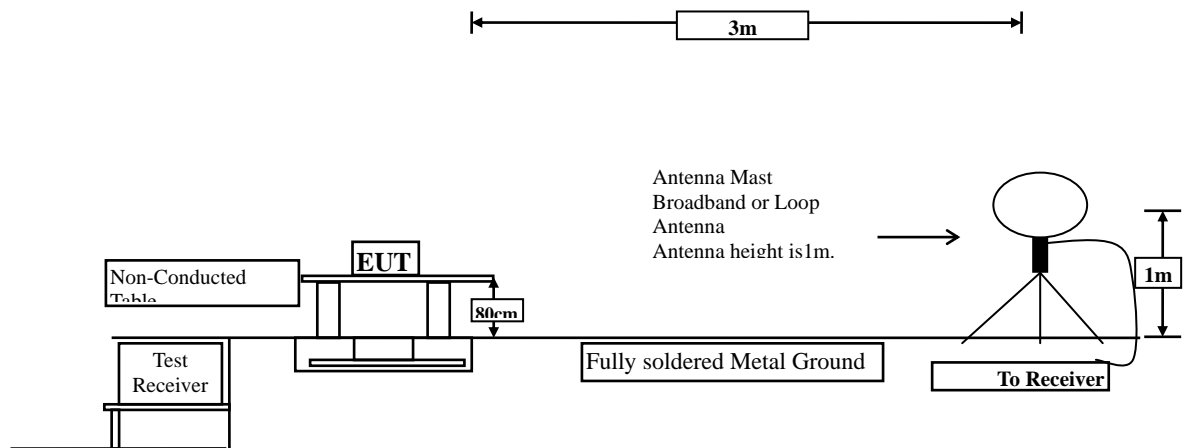 3m
Antenna Mast
Broadband or Loop
Antenna
Antenna height is1m.
EUT
Non-Conducted
Table
80cm
1m
Test
Receiver
Fully soldered Metal Ground
To Receiver